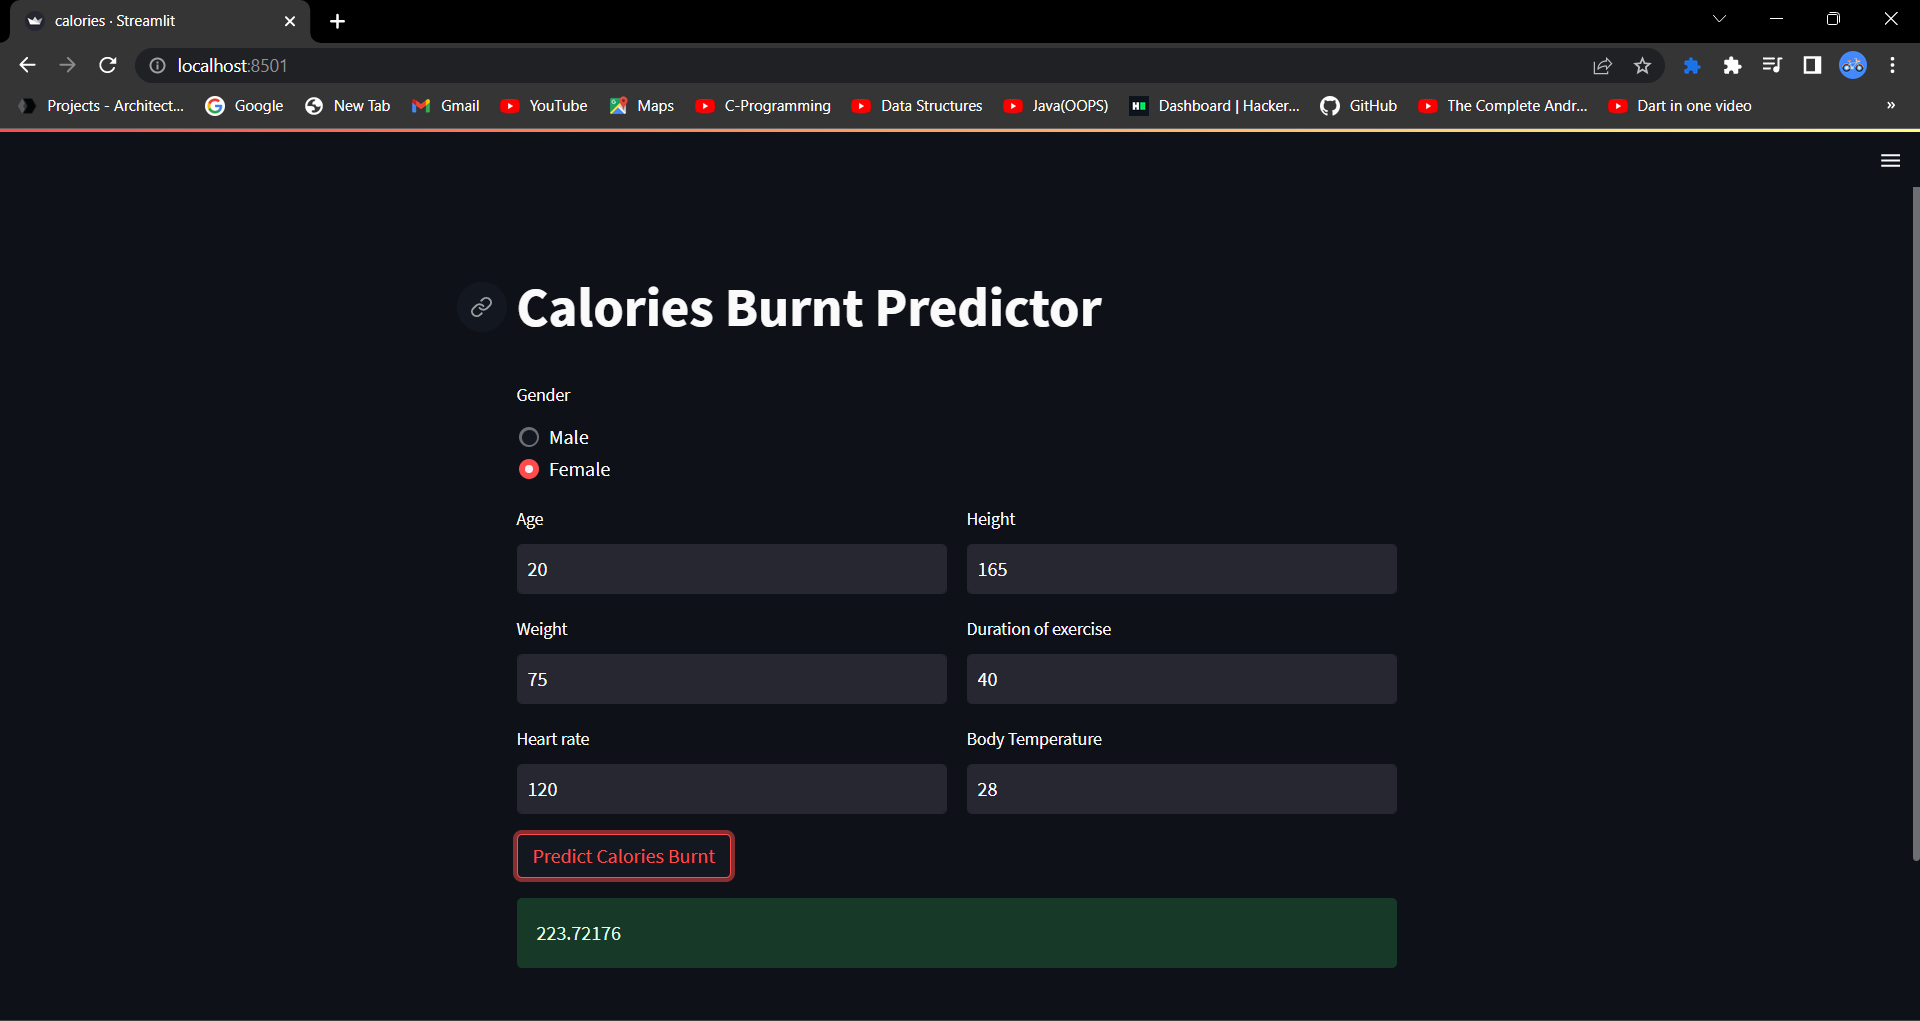 calories · Streamlit
localhost:8501
Projects - Architect... Google New Tab Gmail YouTube Maps C-Programming Data Structures Java(OOPS) Dashboard | Hacker... GitHub The Complete Andr... Dart in one video »
Calories Burnt Predictor
Gender
Male
Female
Age Height
20 165
Weight Duration of exercise
75 40
Heart rate Body Temperature
120 28
Predict Calories Burnt
223.72176